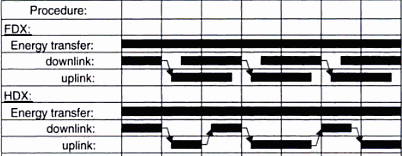 Procedure:
FDX:
Energy transfer:
downlink:
uplink:
HDX:
Energy transfer:
downlink:
uplink: